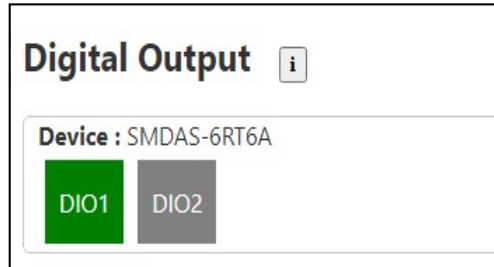 Digital Output i
Device : SMDAS-6RT6A
DIO1 DIO2